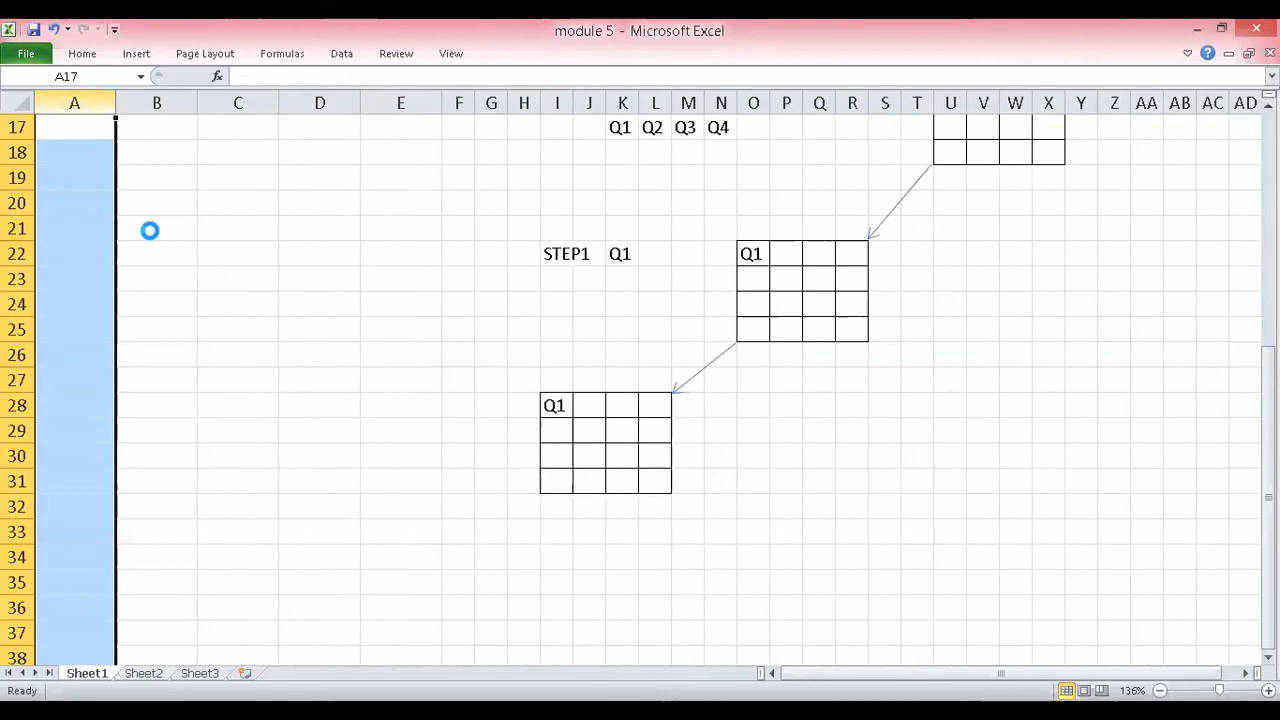 module 5 - Microsoft Excel
File Home Insert Page Layout Formulas Data Review View
A17 fx
A B C D E F G H I J K L M N O P Q R S T U V W X Y Z AA AB AC AD
17 Q1 Q2 Q3 Q4
18
19
20
21
22 STEP1 Q1 Q1
23
24
25
26
27
28 Q1
29
30
31
32
33
34
35
36
37
38
Sheet1 Sheet2 Sheet3
Ready 136%